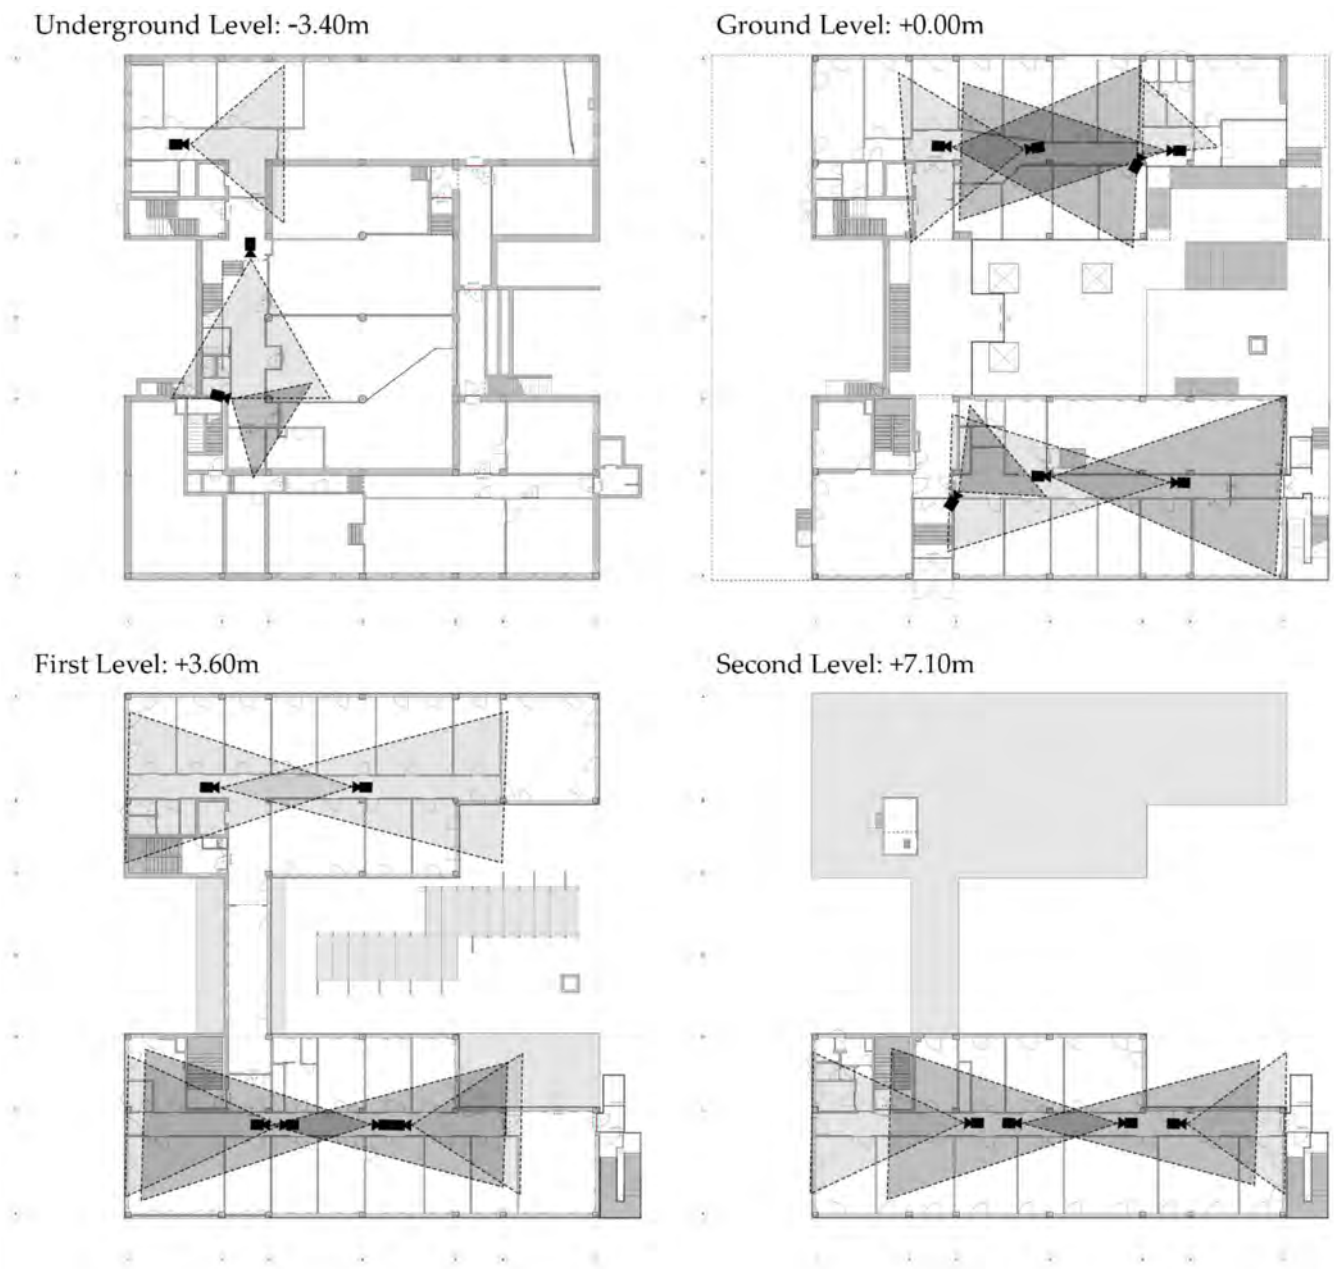 Underground Level: -3.40m
Ground Level: +0.00m
First Level: +3.60m
Second Level: +7.10m